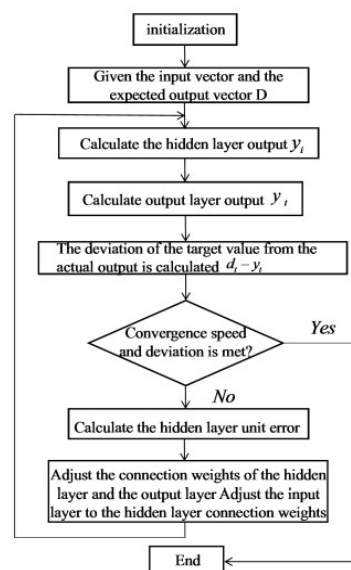 initialization
Given the input vector and the
expected output vector D
Calculate the hidden layer output y_i
Calculate output layer output y_t
The deviation of the target value from the
actual output is calculated d_t − y_t
Convergence speed
and deviation is met?
Yes
No
Calculate the hidden layer unit error
Adjust the connection weights of the hidden
layer and the output layer Adjust the input
layer to the hidden layer connection weights
End